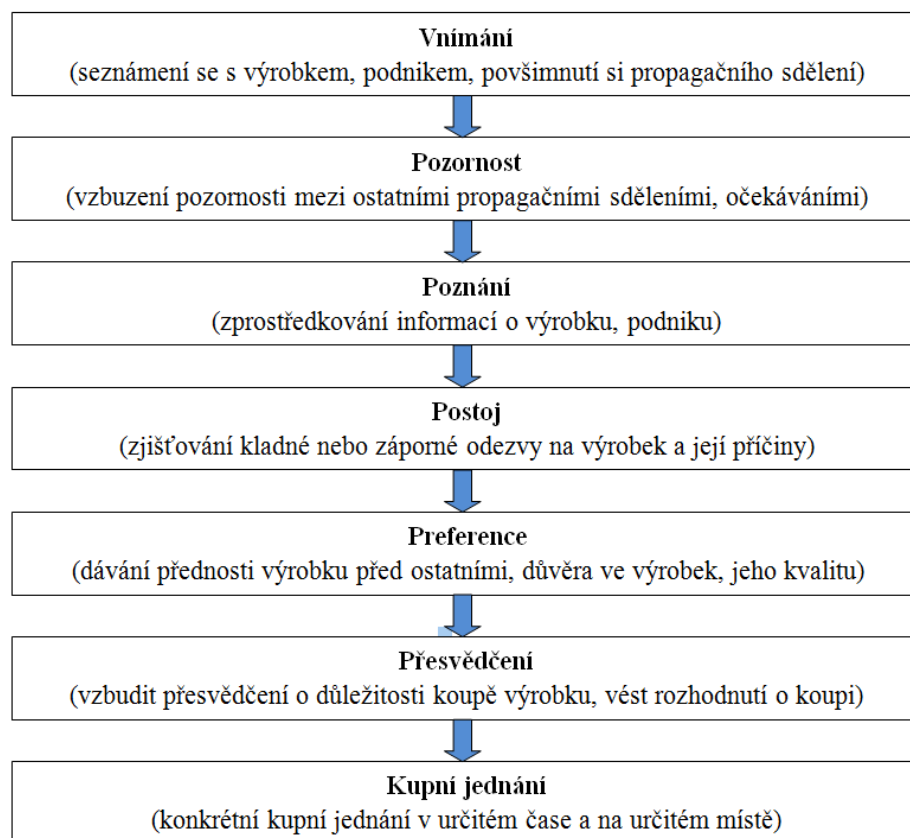 Vnímání
(seznámení se s výrobkem, podnikem, povšimnutí si propagačního sdělení)
Pozornost
(vzbuzení pozornosti mezi ostatními propagačními sděleními, očekáváními)
Poznání
(zprostředkování informací o výrobku, podniku)
Postoj
(zjišťování kladné nebo záporné odezvy na výrobek a její příčiny)
Preference
(dávání přednosti výrobku před ostatními, důvěra ve výrobek, jeho kvalitu)
Přesvědčení
(vzbudit přesvědčení o důležitosti koupě výrobku, vést rozhodnutí o koupi)
Kupní jednání
(konkrétní kupní jednání v určitém čase a na určitém místě)